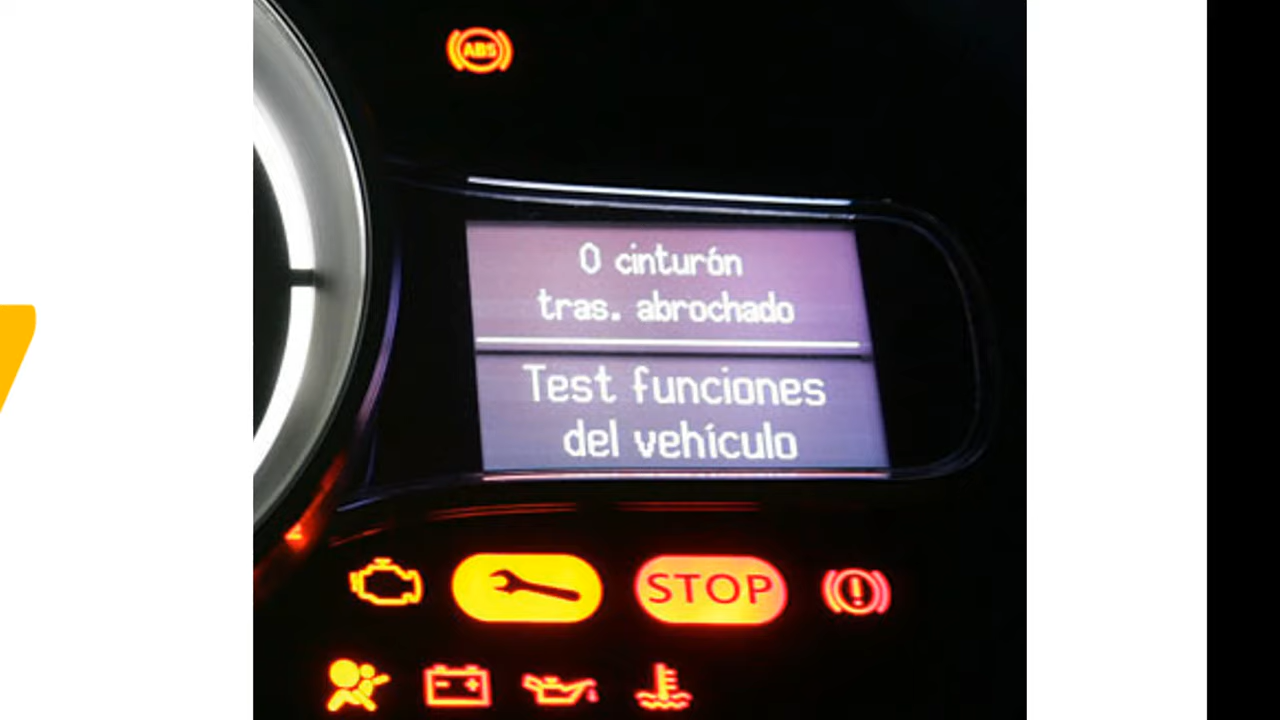 ABS
0 cinturón
tras. abrochado
Test funciones
del vehículo
STOP